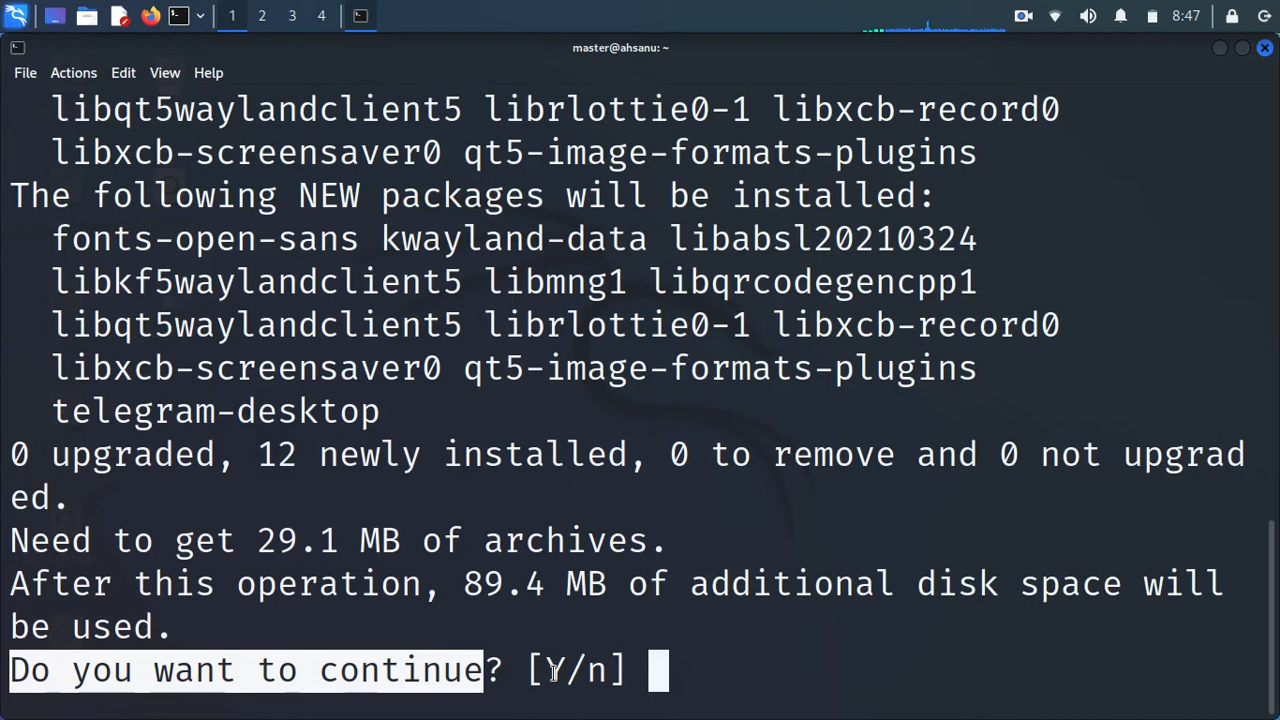 1 2 3 4 8:47
master@ahsanu: ~
File Actions Edit View Help
libqt5waylandclient5 librlottie0-1 libxcb-record0
libxcb-screensaver0 qt5-image-formats-plugins
The following NEW packages will be installed:
fonts-open-sans kwayland-data libabsl20210324
libkf5waylandclient5 libmng1 libqrcodegencpp1
libqt5waylandclient5 librlottie0-1 libxcb-record0
libxcb-screensaver0 qt5-image-formats-plugins
telegram-desktop
0 upgraded, 12 newly installed, 0 to remove and 0 not upgrad
ed.
Need to get 29.1 MB of archives.
After this operation, 89.4 MB of additional disk space will
be used.
Do you want to continue? [Y/n]